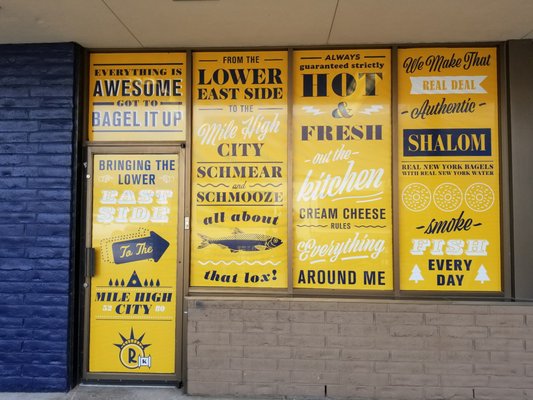 EVERYTHING IS
AWESOME
GOT TO
BAGEL IT UP
BRINGING THE
LOWER
EAST
SIDE
To The
MILE HIGH
52 CITY 80
R K
FROM THE
LOWER
EAST SIDE
TO THE
Mile High
CITY
SCHMEAR
and
SCHMOOZE
all about
that lox!
ALWAYS
guaranteed strictly
HOT
&
FRESH
out the
kitchen
CREAM CHEESE
RULES
Everything
AROUND ME
We Make That
REAL DEAL
Authentic
SHALOM
REAL NEW YORK BAGELS
WITH REAL NEW YORK WATER
smoke
FISH
EVERY
DAY